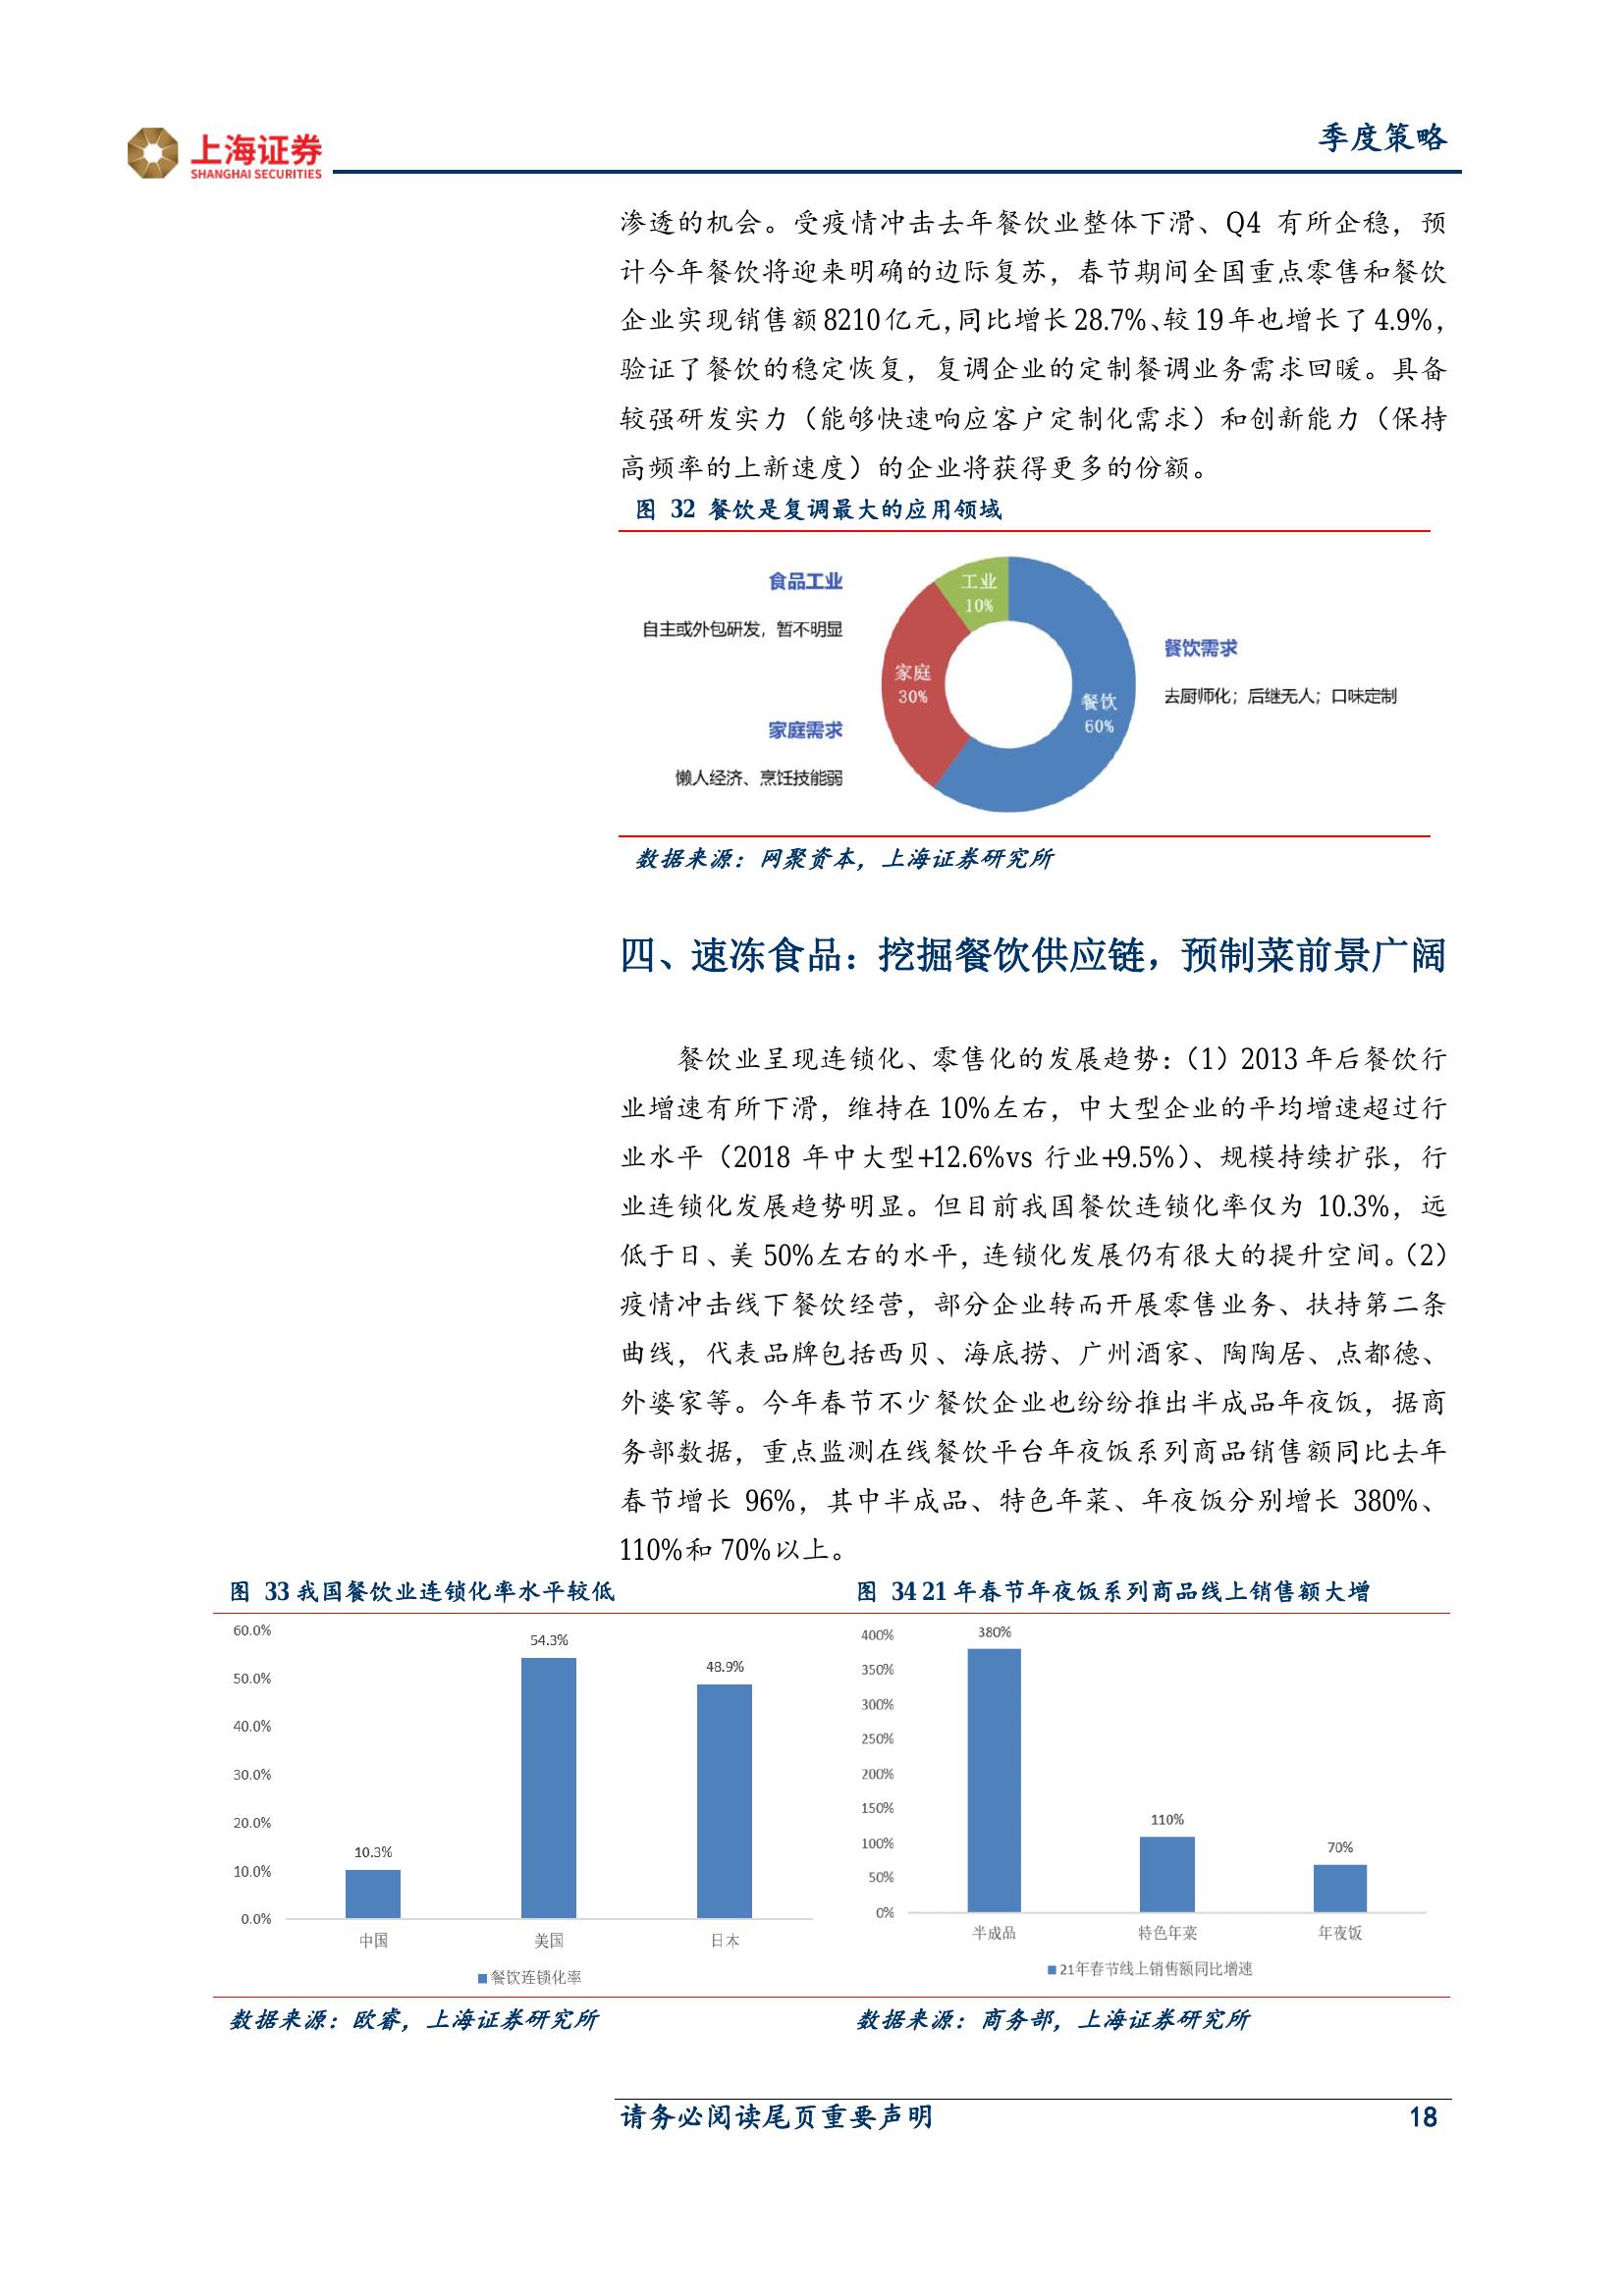 上海证券
SHANGHAI SECURITIES
季度策略
渗透的机会。受疫情冲击去年餐饮业整体下滑、Q4 有所企稳，预
计今年餐饮将迎来明确的边际复苏，春节期间全国重点零售和餐饮
企业实现销售额 8210 亿元，同比增长 28.7%、较 19 年也增长了 4.9%，
验证了餐饮的稳定恢复，复调企业的定制餐调业务需求回暖。具备
较强研发实力（能够快速响应客户定制化需求）和创新能力（保持
高频率的上新速度）的企业将获得更多的份额。
图 32 餐饮是复调最大的应用领域
食品工业
自主或外包研发，暂不明显
家庭需求
懒人经济、烹饪技能弱
工业
10%
家庭
30%
餐饮
60%
餐饮需求
去厨师化；后继无人；口味定制
数据来源：网聚资本，上海证券研究所
四、速冻食品：挖掘餐饮供应链，预制菜前景广阔
餐饮业呈现连锁化、零售化的发展趋势：（1）2013 年后餐饮行
业增速有所下滑，维持在 10%左右，中大型企业的平均增速超过行
业水平（2018 年中大型+12.6%vs 行业+9.5%）、规模持续扩张，行
业连锁化发展趋势明显。但目前我国餐饮连锁化率仅为 10.3%，远
低于日、美 50%左右的水平，连锁化发展仍有很大的提升空间。（2）
疫情冲击线下餐饮经营，部分企业转而开展零售业务、扶持第二条
曲线，代表品牌包括西贝、海底捞、广州酒家、陶陶居、点都德、
外婆家等。今年春节不少餐饮企业也纷纷推出半成品年夜饭，据商
务部数据，重点监测在线餐饮平台年夜饭系列商品销售额同比去年
春节增长 96%，其中半成品、特色年菜、年夜饭分别增长 380%、
110%和 70%以上。
图 33 我国餐饮业连锁化率水平较低
60.0%
50.0%
40.0%
30.0%
20.0%
10.0%
0.0%
10.3%
54.3%
48.9%
中国
美国
日本
餐饮连锁化率
数据来源：欧睿，上海证券研究所
图 34 21 年春节年夜饭系列商品线上销售额大增
400%
350%
300%
250%
200%
150%
100%
50%
0%
380%
110%
70%
半成品
特色年菜
年夜饭
21年春节线上销售额同比增速
数据来源：商务部，上海证券研究所
请务必阅读尾页重要声明
18